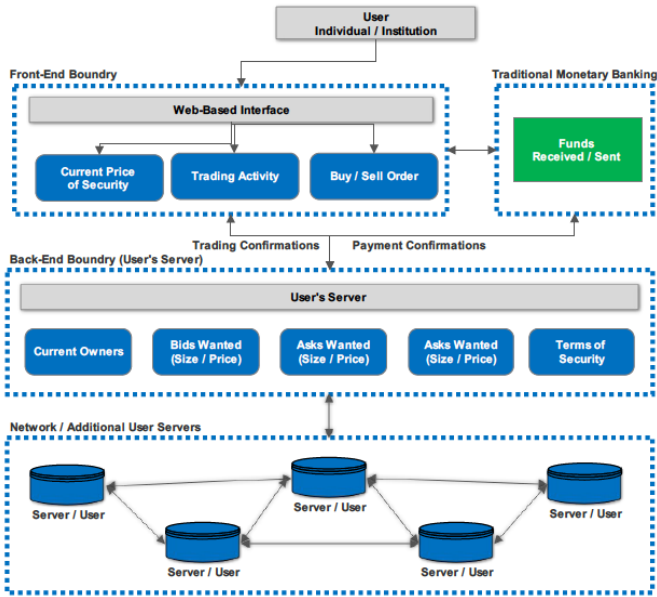 User
Individual / Institution
Front-End Boundry
Traditional Monetary Banking
Web-Based Interface
Current Price
of Security
Trading Activity
Buy / Sell Order
Funds
Received / Sent
Trading Confirmations
Payment Confirmations
Back-End Boundry (User's Server)
User's Server
Current Owners
Bids Wanted
(Size / Price)
Asks Wanted
(Size / Price)
Asks Wanted
(Size / Price)
Terms of
Security
Network / Additional User Servers
Server / User
Server / User
Server / User
Server / User
Server / User